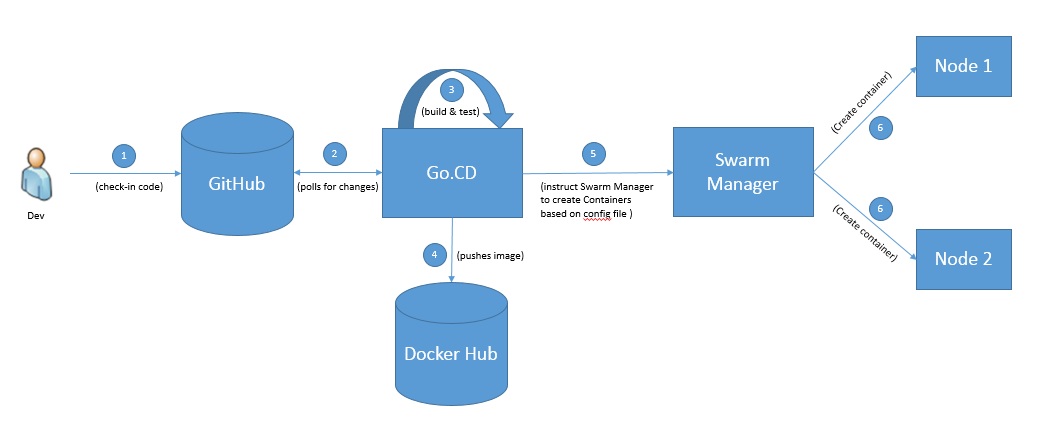 1
(check-in code)
Dev
GitHub
2
(polls for changes)
3
(build & test)
Go.CD
4
(pushes image)
Docker Hub
5
(instruct Swarm Manager
to create Containers
based on config file )
Swarm
Manager
(Create container)
6
Node 1
6
(Create container)
Node 2